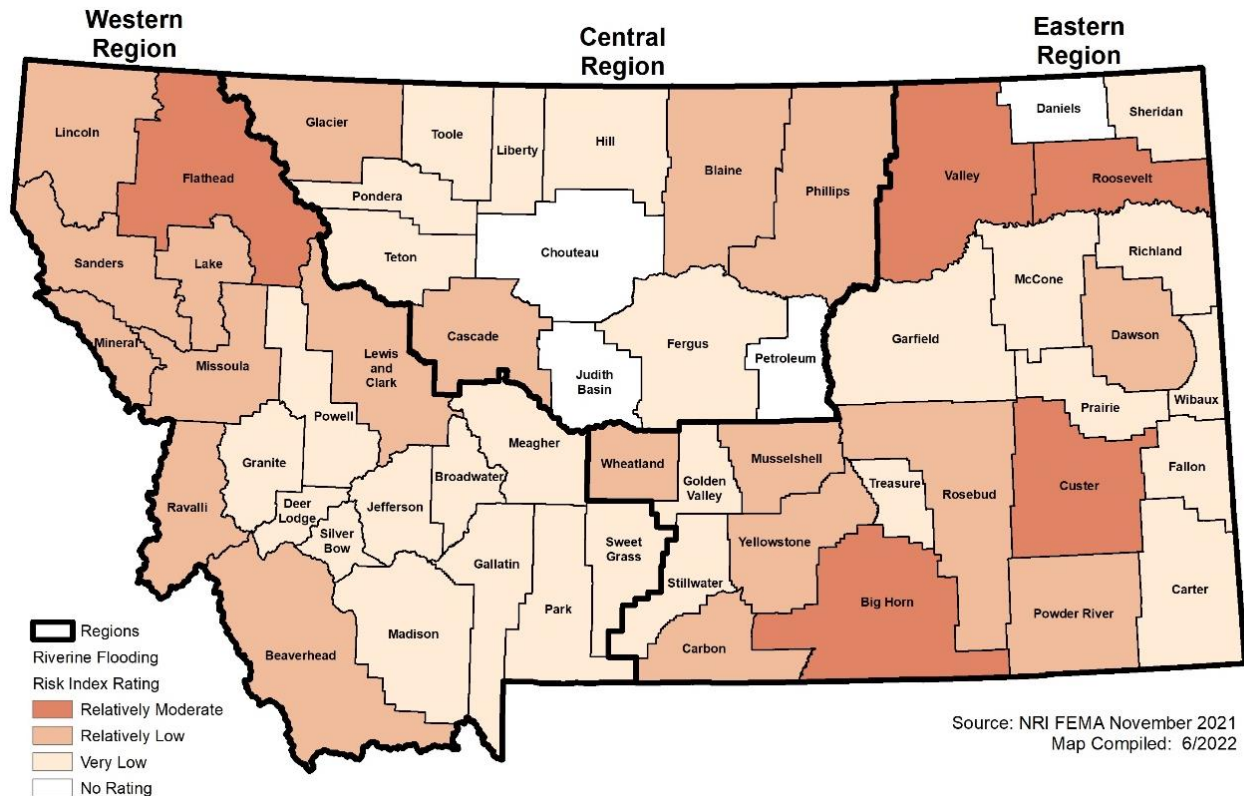 Western
Region
Central
Region
Eastern
Region
Lincoln
Flathead
Glacier
Toole
Liberty
Hill
Blaine
Phillips
Valley
Daniels
Sheridan
Roosevelt
Pondera
Teton
Chouteau
Richland
McCone
Sanders
Lake
Cascade
Fergus
Petroleum
Garfield
Dawson
Mineral
Missoula
Lewis
and
Clark
Judith
Basin
Prairie
Wibaux
Powell
Meagher
Granite
Broadwater
Wheatland
Golden
Valley
Musselshell
Treasure
Rosebud
Custer
Fallon
Ravalli
Deer
Lodge
Silver
Bow
Jefferson
Gallatin
Park
Sweet
Grass
Stillwater
Yellowstone
Big Horn
Powder River
Carter
Beaverhead
Madison
Carbon
Regions
Riverine Flooding
Risk Index Rating
Relatively Moderate
Relatively Low
Very Low
No Rating
Source: NRI FEMA November 2021
Map Compiled: 6/2022